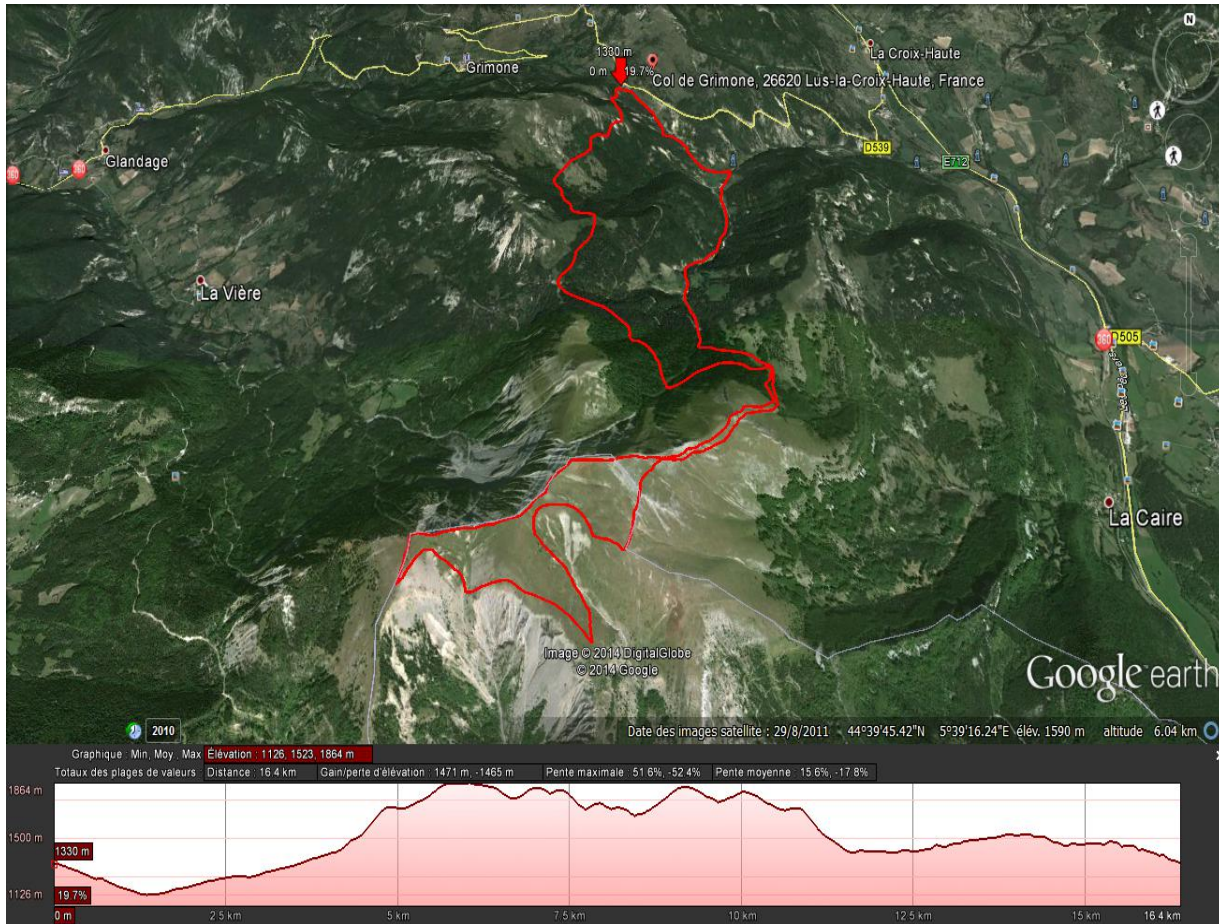 N
1330 m
0 m 19.7%
Col de Grimone, 26620 Lus-la-Croix-Haute, France
La Croix-Haute
Grimone
Glandage
360
360
D539
E712
La Vière
360
D505
La Caire
Image © 2014 DigitalGlobe
© 2014 Google
Google earth
2010
Date des images satellite : 29/8/2011 44°39'45.42"N 5°39'16.24"E élév. 1590 m altitude 6.04 km
Graphique : Min, Moy., Max Élévation : 1126, 1523, 1864 m
Totaux des plages de valeurs : Distance : 16.4 km Gain/perte d'élévation : 1471 m, -1465 m Pente maximale : 51.6%, -52.4% Pente moyenne : 15.6%, -17.8%
1864 m
1500 m
1330 m
1126 m
19.7%
0 m
2.5 km
5 km
7.5 km
10 km
12.5 km
15 km
16.4 km